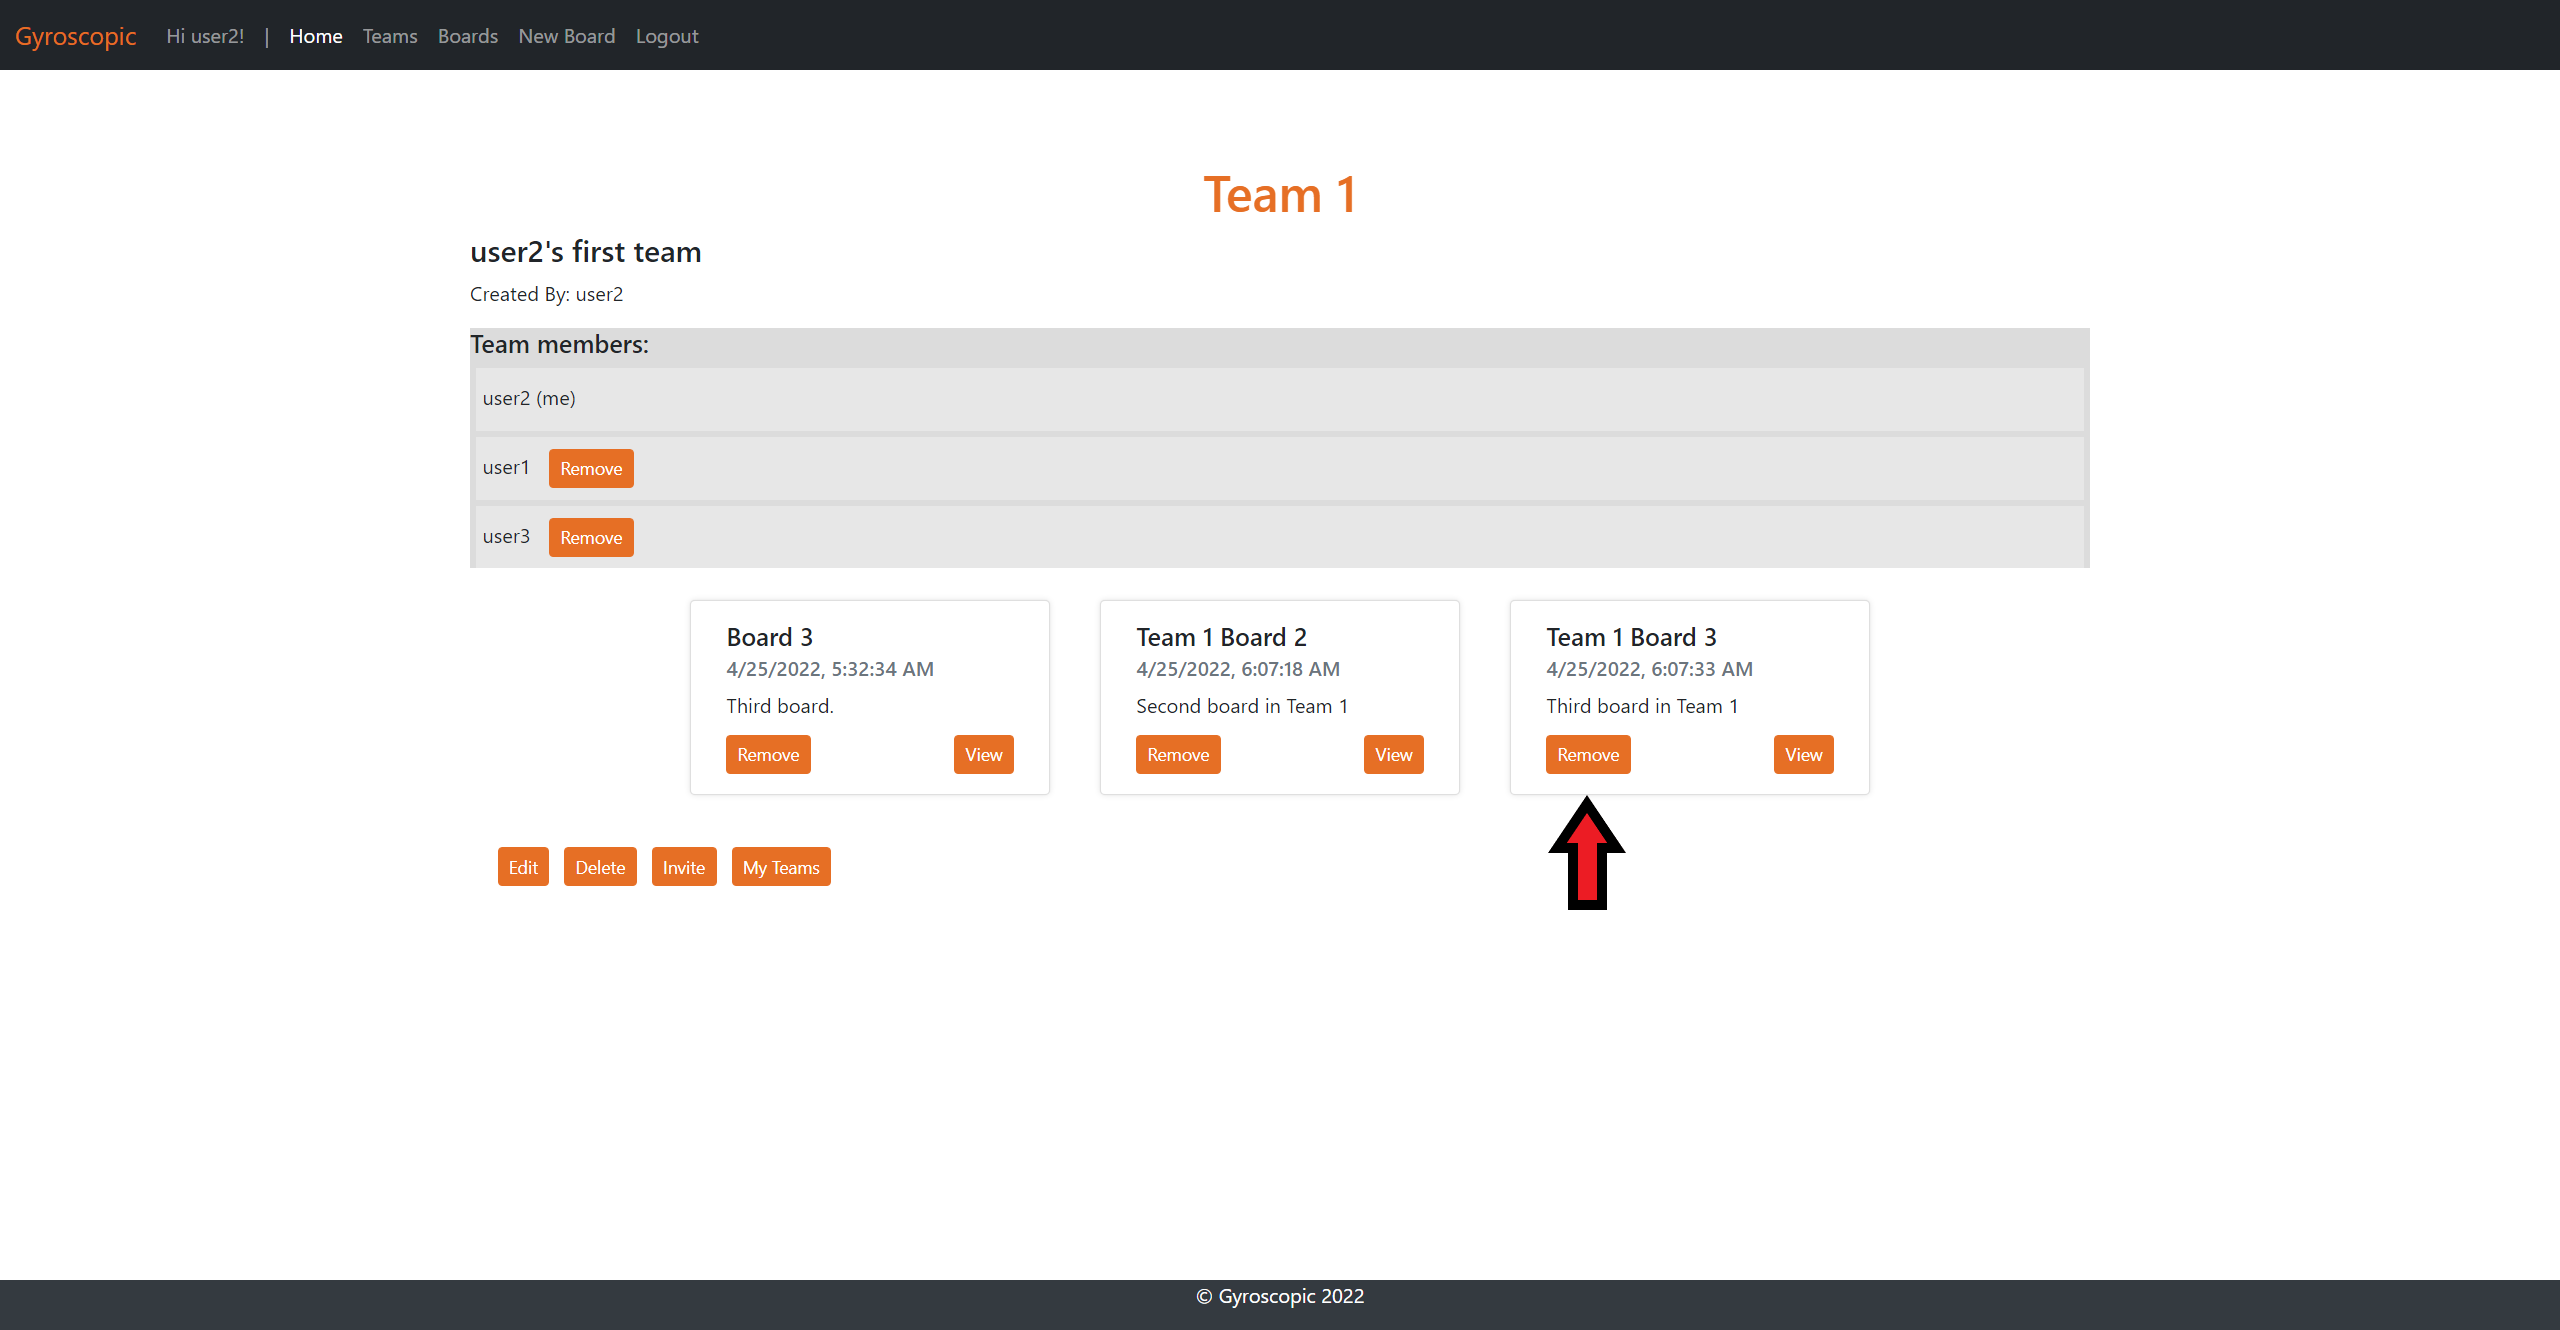 Gyroscopic Hi user2! | Home Teams Boards New Board Logout
Team 1
user2's first team
Created By: user2
Team members:
user2 (me)
user1 Remove
user3 Remove
Board 3
4/25/2022, 5:32:34 AM
Third board.
Remove View
Team 1 Board 2
4/25/2022, 6:07:18 AM
Second board in Team 1
Remove View
Team 1 Board 3
4/25/2022, 6:07:33 AM
Third board in Team 1
Remove View
Edit Delete Invite My Teams
© Gyroscopic 2022